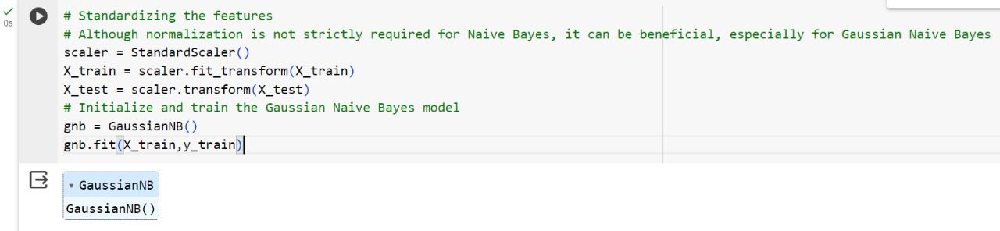 0s
# Standardizing the features
# Although normalization is not strictly required for Naive Bayes, it can be beneficial, especially for Gaussian Naive Bayes
scaler = StandardScaler()
X_train = scaler.fit_transform(X_train)
X_test = scaler.transform(X_test)
# Initialize and train the Gaussian Naive Bayes model
gnb = GaussianNB()
gnb.fit(X_train,y_train)
▾ GaussianNB
GaussianNB()